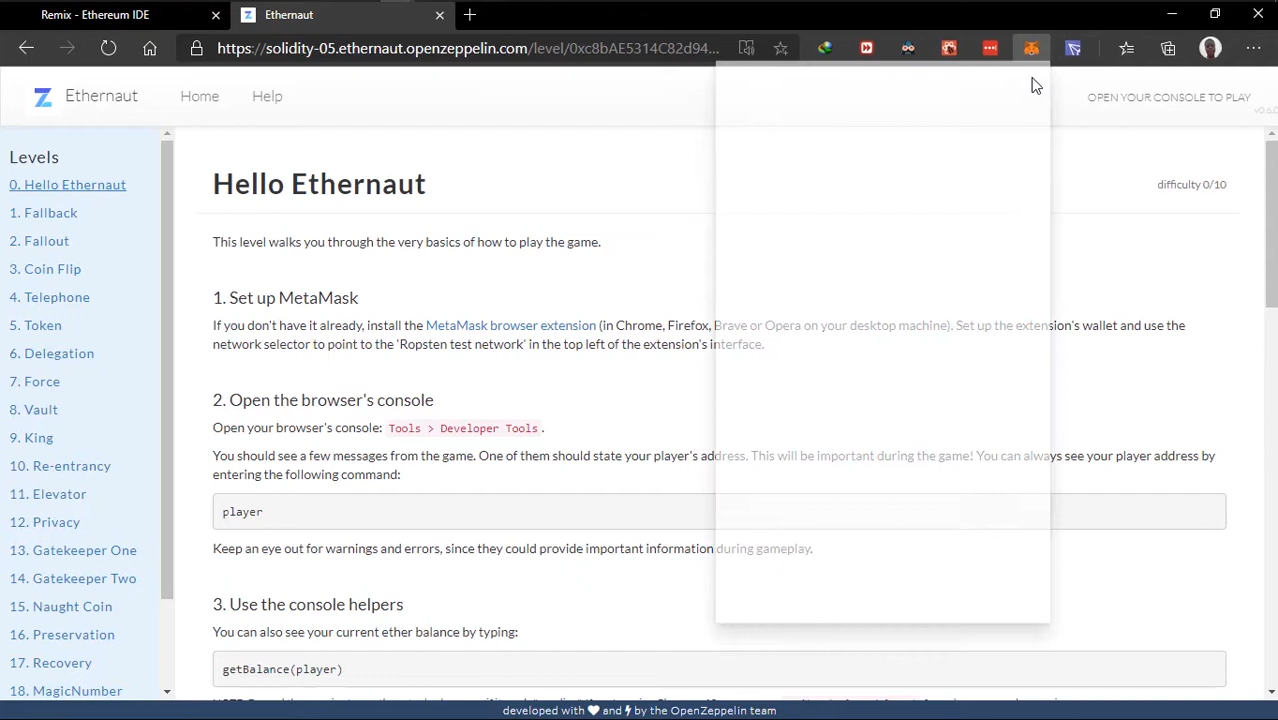 Remix - Ethereum IDE
Ethernaut
https://solidity-05.ethernaut.openzeppelin.com/level/0xc8bAE5314C82d94...
Ethernaut
Home
Help
OPEN YOUR CONSOLE TO PLAY
v0.6.0
Levels
0. Hello Ethernaut
1. Fallback
2. Fallout
3. Coin Flip
4. Telephone
5. Token
6. Delegation
7. Force
8. Vault
9. King
10. Re-entrancy
11. Elevator
12. Privacy
13. Gatekeeper One
14. Gatekeeper Two
15. Naught Coin
16. Preservation
17. Recovery
18. MagicNumber
Hello Ethernaut
difficulty 0/10
This level walks you through the very basics of how to play the game.
1. Set up MetaMask
If you don't have it already, install the MetaMask browser extension (in Chrome, Firefox, Brave or Opera on your desktop machine). Set up the extension's wallet and use the
network selector to point to the 'Ropsten test network' in the top left of the extension's interface.
2. Open the browser's console
Open your browser's console: Tools > Developer Tools.
You should see a few messages from the game. One of them should state your player's address. This will be important during the game! You can always see your player address by
entering the following command:
player
Keep an eye out for warnings and errors, since they could provide important information during gameplay.
3. Use the console helpers
You can also see your current ether balance by typing:
getBalance(player)
developed with and by the OpenZeppelin team